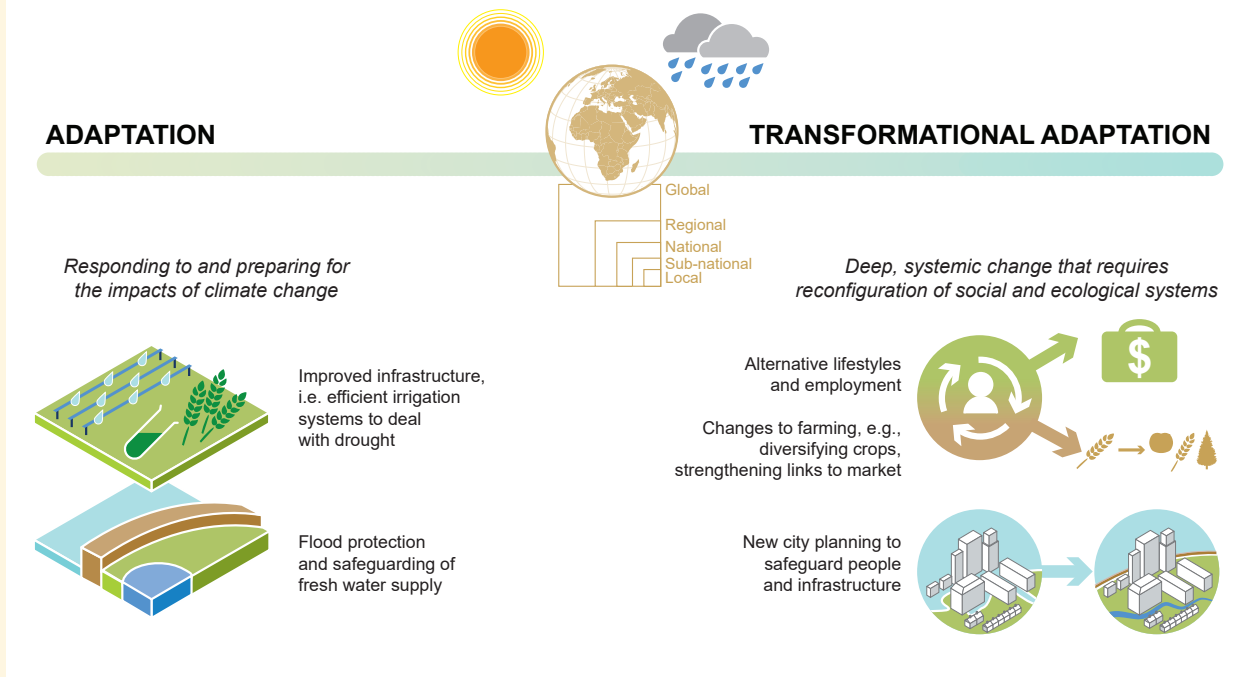 ADAPTATION
TRANSFORMATIONAL ADAPTATION
Global
Regional
National
Sub-national
Local
Responding to and preparing for
the impacts of climate change
Improved infrastructure,
i.e. efficient irrigation
systems to deal
with drought
Flood protection
and safeguarding of
fresh water supply
Deep, systemic change that requires
reconfiguration of social and ecological systems
Alternative lifestyles
and employment
$
Changes to farming, e.g.,
diversifying crops,
strengthening links to market
New city planning to
safeguard people
and infrastructure